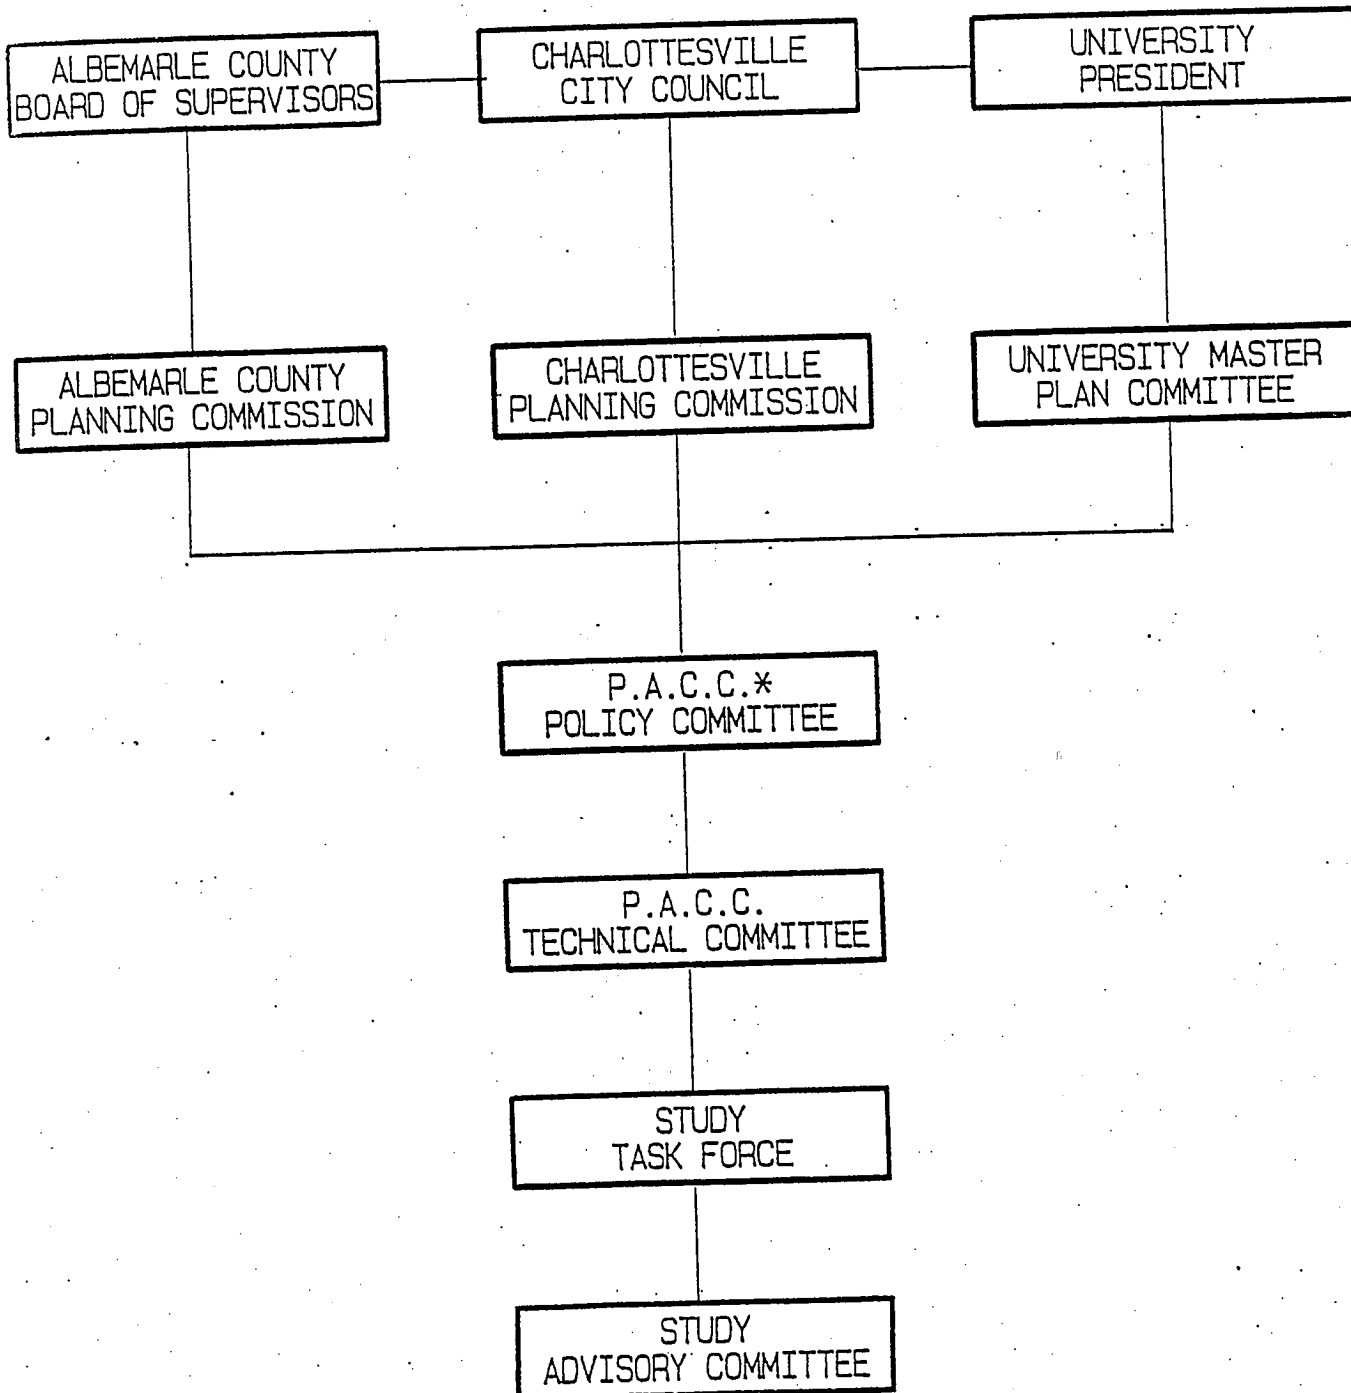 ALBEMARLE COUNTY
BOARD OF SUPERVISORS
CHARLOTTESVILLE
CITY COUNCIL
UNIVERSITY
PRESIDENT
ALBEMARLE COUNTY
PLANNING COMMISSION
CHARLOTTESVILLE
PLANNING COMMISSION
UNIVERSITY MASTER
PLAN COMMITTEE
P.A.C.C.*
POLICY COMMITTEE
P.A.C.C.
TECHNICAL COMMITTEE
STUDY
TASK FORCE
STUDY
ADVISORY COMMITTEE